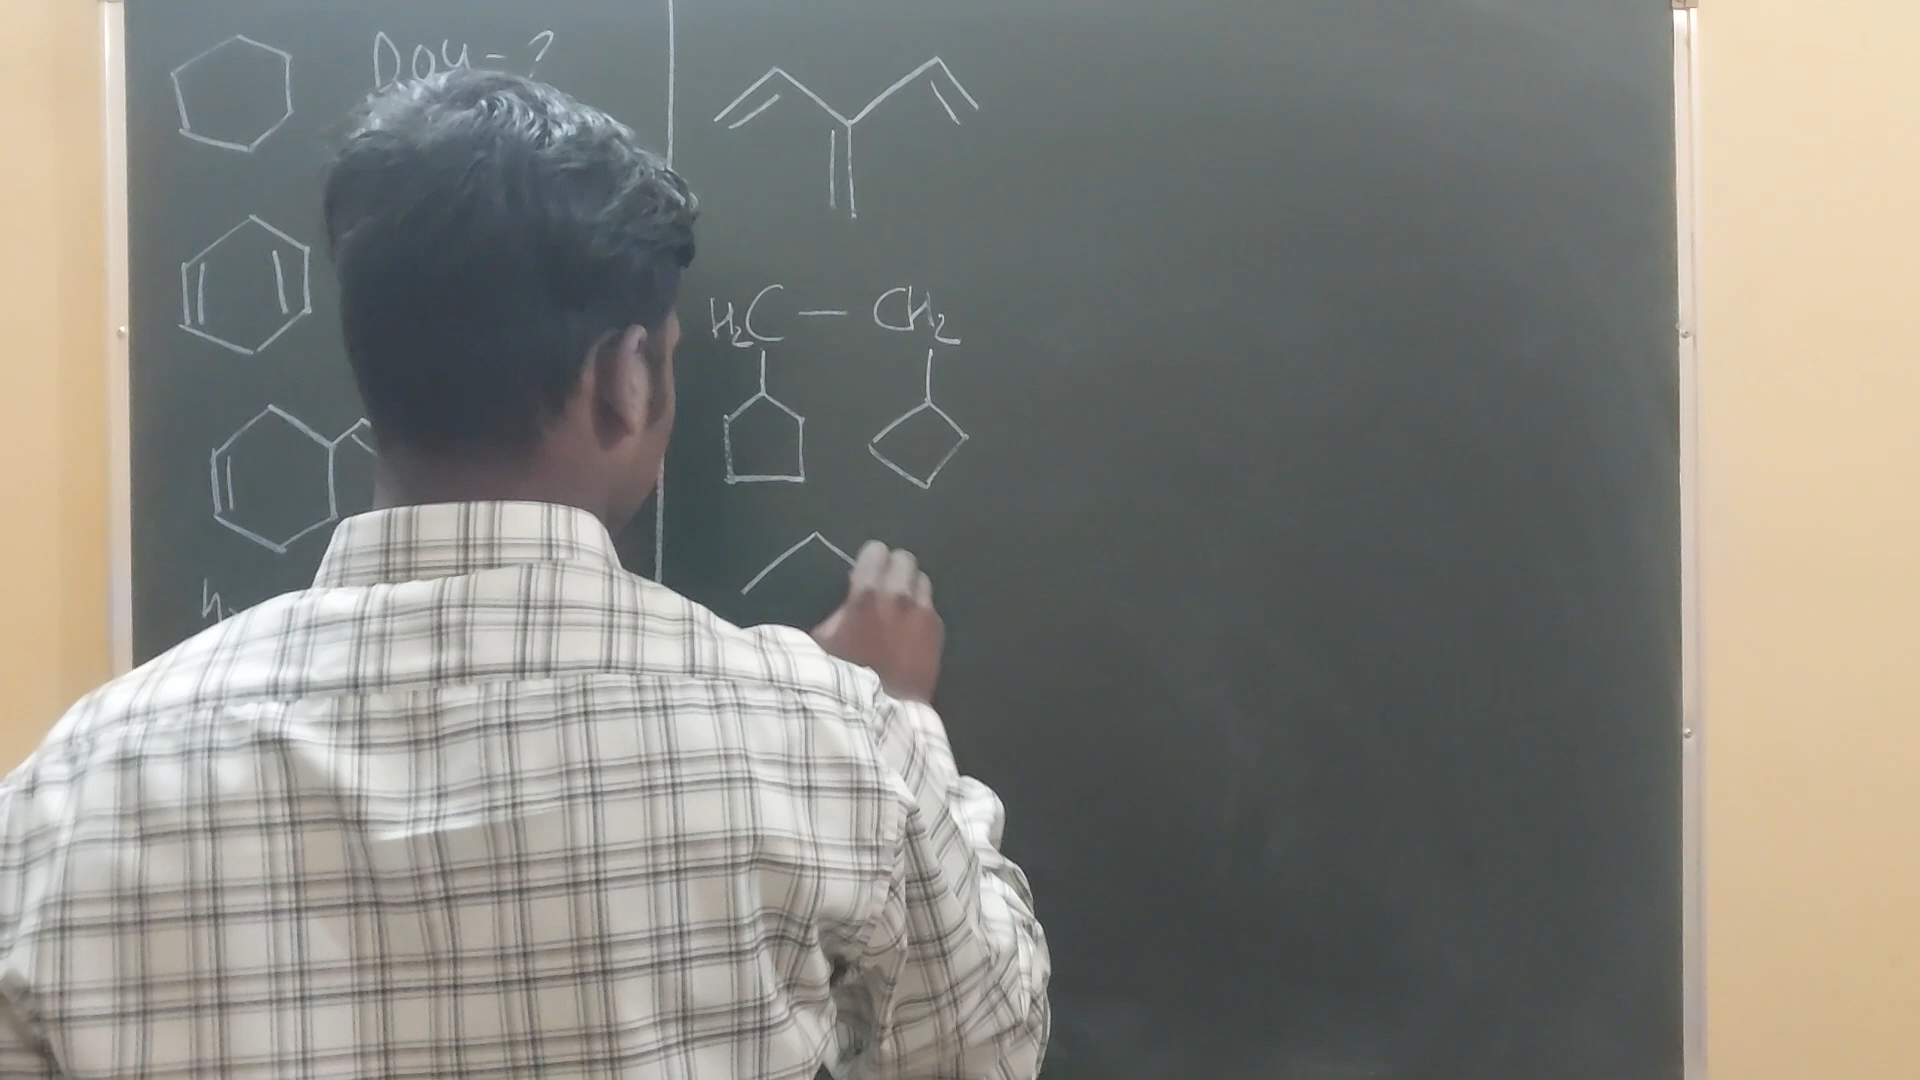 DOU - ?
H₂C — CH₂